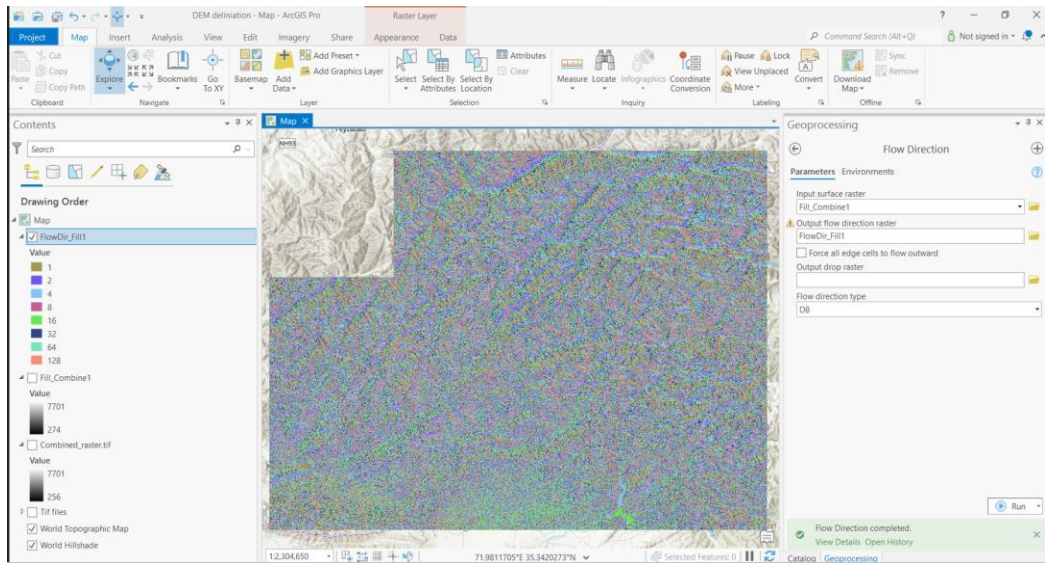 DEM deliniation - Map - ArcGIS Pro
Raster Layer
?
Project
Map
Insert
Analysis
View
Edit
Imagery
Share
Appearance
Data
Command Search (Alt+Q)
Not signed in
Paste
Cut
Copy
Copy Path
Clipboard
Explore
Bookmarks
Go To XY
Navigate
Basemap
Add Data
Add Preset
Add Graphics Layer
Layer
Select
Select By Attributes
Select By Location
Attributes
Clear
Selection
Measure
Locate
Infographics
Coordinate Conversion
Inquiry
Pause
Lock
View Unplaced
More
Labeling
Convert
Download Map
Sync
Remove
Offline
Contents
Search
Drawing Order
Map
FlowDir_Fill1
Value
1
2
4
8
16
32
64
128
Fill_Combine1
Value
7701
274
Combined_raster.tif
Value
7701
256
Tif files
World Topographic Map
World Hillshade
Map
NH93
1:2,304,650
71.9811705°E 35.3420273°N
Selected Features: 0
Geoprocessing
Flow Direction
Parameters
Environments
Input surface raster
Fill_Combine1
Output flow direction raster
FlowDir_Fill1
Force all edge cells to flow outward
Output drop raster
Flow direction type
D8
Run
Flow Direction completed.
View Details Open History
Catalog
Geoprocessing